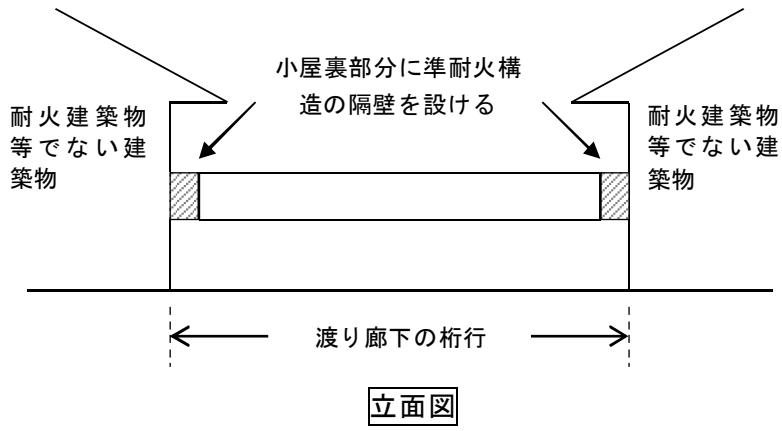 小屋裏部分に準耐火構
造の隔壁を設ける
耐火建築物
等でない建
築物
耐火建築物
等でない建
築物
渡り廊下の桁行
立面図